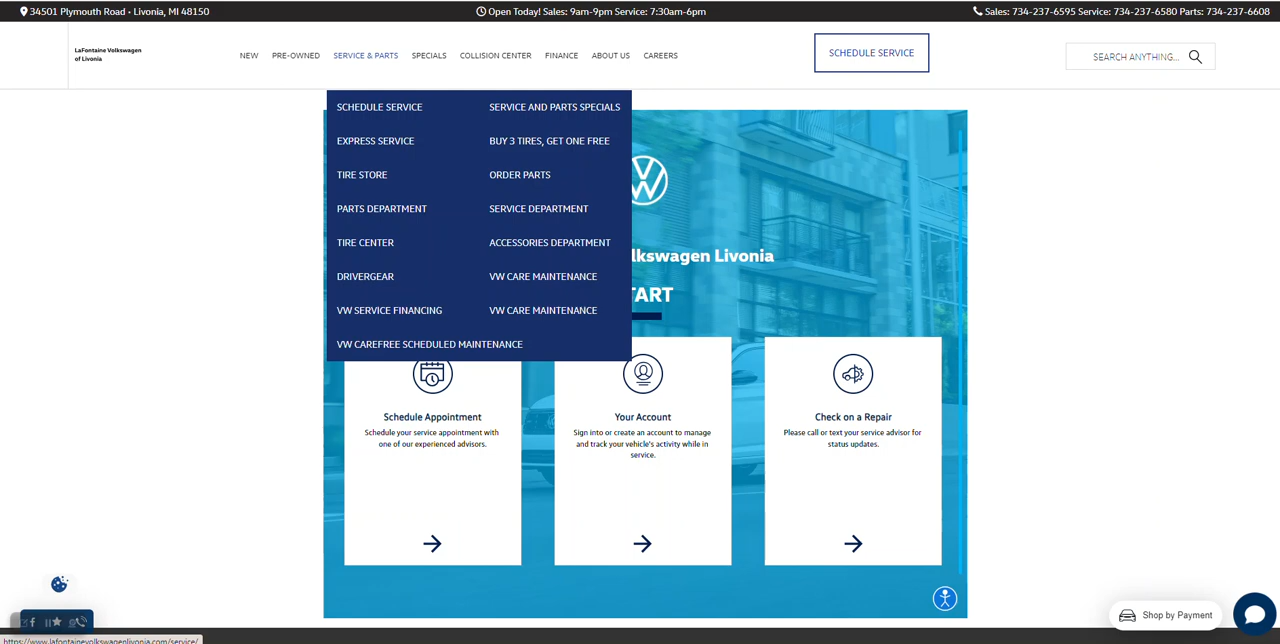 34501 Plymouth Road • Livonia, MI 48150
Open Today! Sales: 9am-9pm Service: 7:30am-6pm
Sales: 734-237-6595 Service: 734-237-6580 Parts: 734-237-6608
LaFontaine Volkswagen
of Livonia
NEW PRE-OWNED SERVICE & PARTS SPECIALS COLLISION CENTER FINANCE ABOUT US CAREERS
SCHEDULE SERVICE
SEARCH ANYTHING...
SCHEDULE SERVICE SERVICE AND PARTS SPECIALS
EXPRESS SERVICE BUY 3 TIRES, GET ONE FREE
TIRE STORE ORDER PARTS
PARTS DEPARTMENT SERVICE DEPARTMENT
TIRE CENTER ACCESSORIES DEPARTMENT
DRIVERGEAR VW CARE MAINTENANCE
VW SERVICE FINANCING VW CARE MAINTENANCE
VW CAREFREE SCHEDULED MAINTENANCE
lkswagen Livonia
TART
Schedule Appointment
Schedule your service appointment with
one of our experienced advisors.
Your Account
Sign into or create an account to manage
and track your vehicle's activity while in
service.
Check on a Repair
Please call or text your service advisor for
status updates.
Shop by Payment
https://www.lafontainevolkswagenlivonia.com/service/